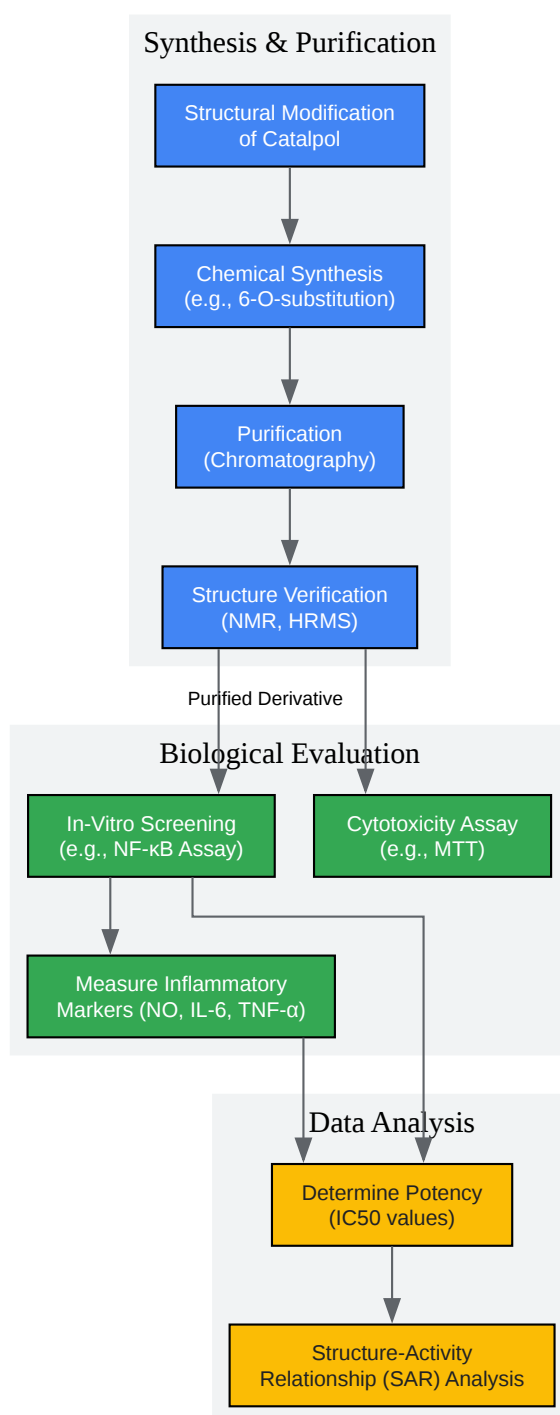 Synthesis & Purification
Structural Modification
of Catalpol
Chemical Synthesis
(e.g., 6-O-substitution)
Purification
(Chromatography)
Structure Verification
(NMR, HRMS)
Purified Derivative
Biological Evaluation
In-Vitro Screening
(e.g., NF-κB Assay)
Cytotoxicity Assay
(e.g., MTT)
Measure Inflammatory
Markers (NO, IL-6, TNF-α)
Data Analysis
Determine Potency
(IC50 values)
Structure-Activity
Relationship (SAR) Analysis